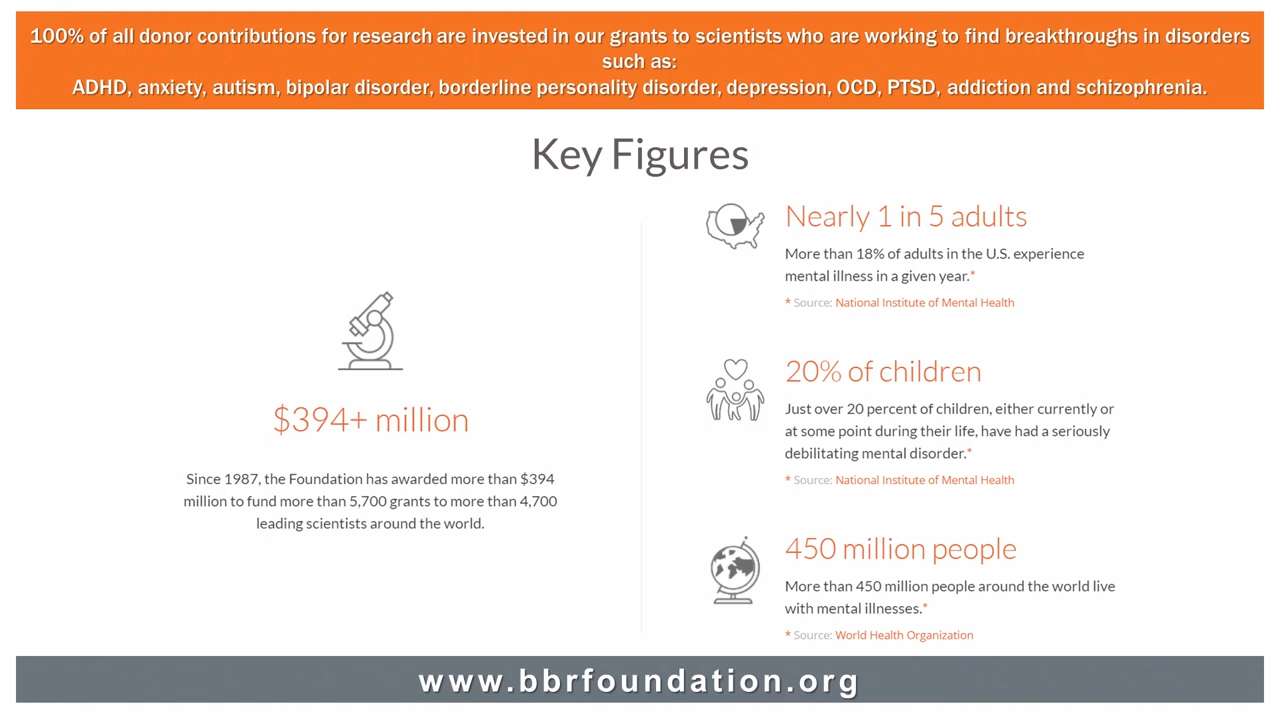 100% of all donor contributions for research are invested in our grants to scientists who are working to find breakthroughs in disorders
such as:
ADHD, anxiety, autism, bipolar disorder, borderline personality disorder, depression, OCD, PTSD, addiction and schizophrenia.
Key Figures
$394+ million
Since 1987, the Foundation has awarded more than $394
million to fund more than 5,700 grants to more than 4,700
leading scientists around the world.
Nearly 1 in 5 adults
More than 18% of adults in the U.S. experience
mental illness in a given year.*
* Source: National Institute of Mental Health
20% of children
Just over 20 percent of children, either currently or
at some point during their life, have had a seriously
debilitating mental disorder.*
* Source: National Institute of Mental Health
450 million people
More than 450 million people around the world live
with mental illnesses.*
* Source: World Health Organization
www.bbrfoundation.org